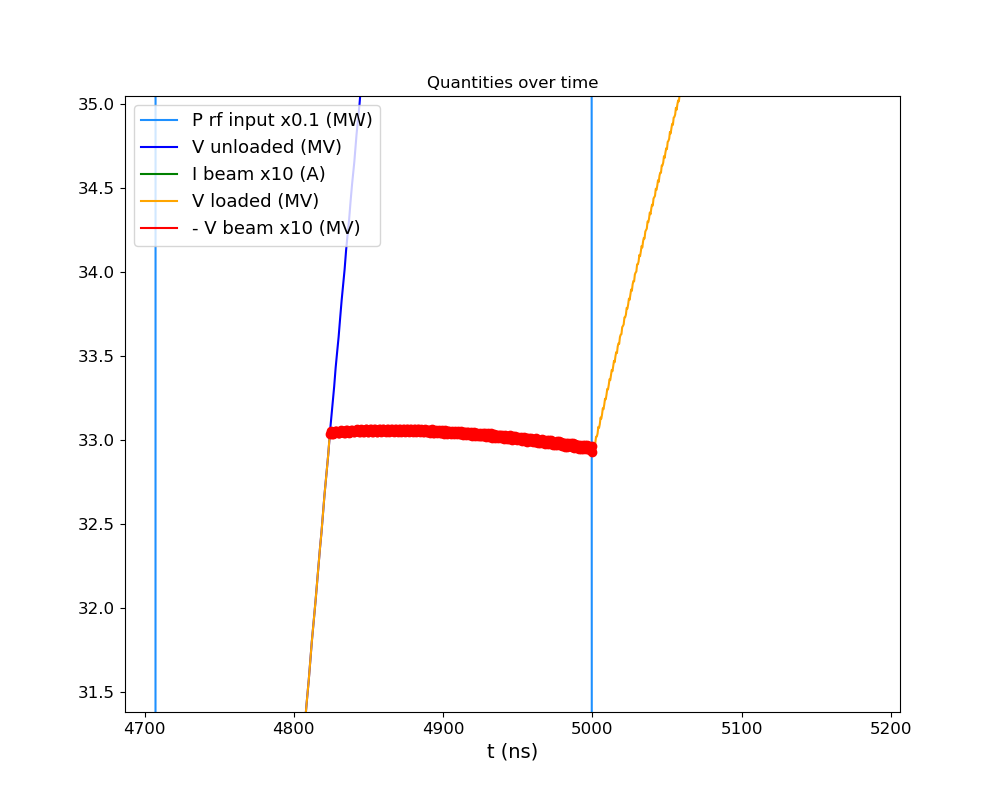 Quantities over time
35.0
34.5
34.0
33.5
33.0
32.5
32.0
31.5
P rf input x0.1 (MW)
V unloaded (MV)
I beam x10 (A)
V loaded (MV)
- V beam x10 (MV)
4700 4800 4900 5000 5100 5200
t (ns)